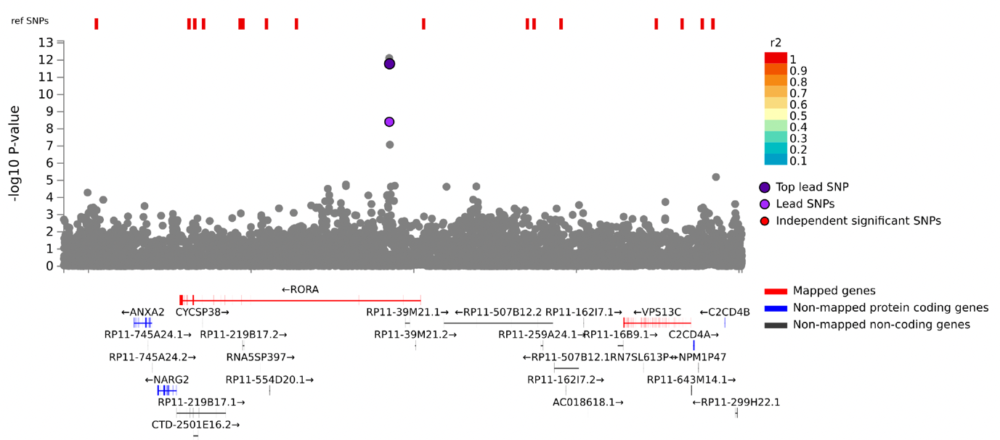 ref SNPs
13
12
11
10
9
8
7
6
5
4
3
2
1
0
-log10 P-value
r2
1
0.9
0.8
0.7
0.6
0.5
0.4
0.3
0.2
0.1
Top lead SNP
Lead SNPs
Independent significant SNPs
Mapped genes
Non-mapped protein coding genes
Non-mapped non-coding genes
←RORA
←ANXA2 CYCSP38→ RP11-39M21.1→ ←RP11-507B12.2 RP11-162I7.1→ ←VPS13C ←C2CD4B
RP11-745A24.1→ RP11-219B17.2→ RP11-39M21.2→ RP11-259A24.1→ RP11-16B9.1→ C2CD4A→
RP11-745A24.2→ RNA5SP397→ ←RP11-507B12.1 RN7SL613P→ ←NPM1P47
←NARG2 RP11-554D20.1→ RP11-162I7.2→ RP11-643M14.1→
RP11-219B17.1→ AC018618.1→ ←RP11-299H22.1
CTD-2501E16.2→